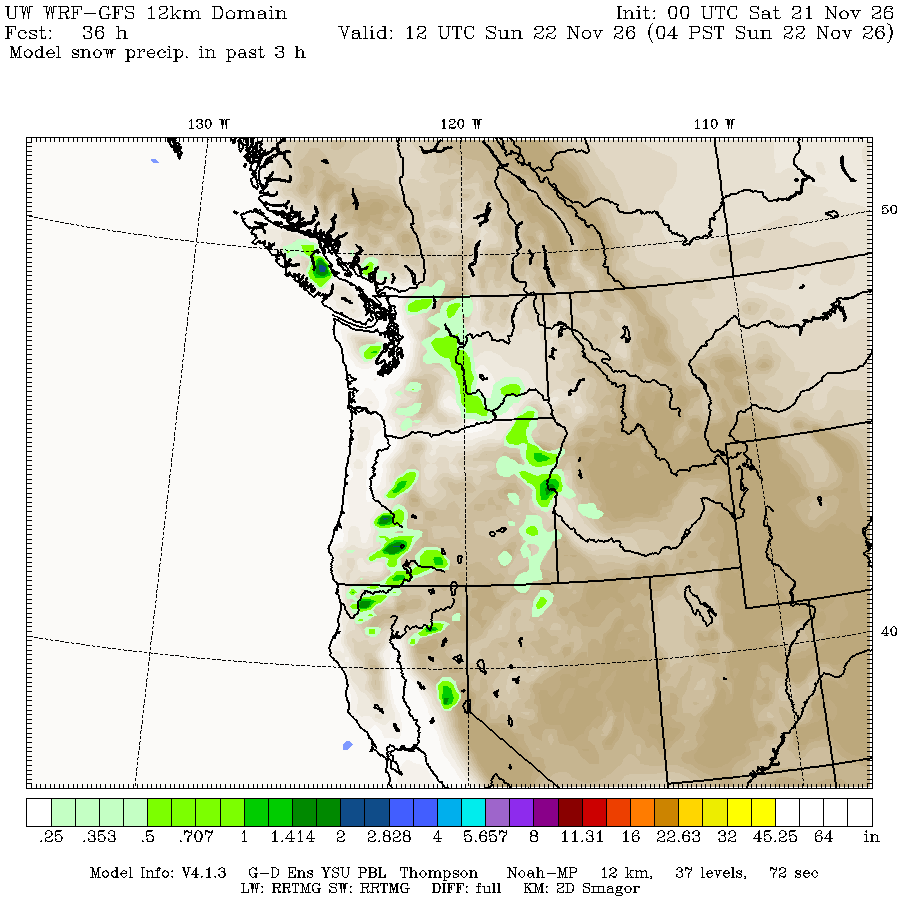 UW WRF-GFS 12km Domain Init: 00 UTC Sat 21 Nov 26
Fcst: 36 h Valid: 12 UTC Sun 22 Nov 26 (04 PST Sun 22 Nov 26)
Model snow precip. in past 3 h
130 W 120 W 110 W
50
40
.25 .353 .5 .707 1 1.414 2 2.828 4 5.657 8 11.31 16 22.63 32 45.25 64 in
Model Info: V4.1.3 G-D Ens YSU PBL Thompson Noah-MP 12 km, 37 levels, 72 sec
LW: RRTMG SW: RRTMG DIFF: full KM: 2D Smagor